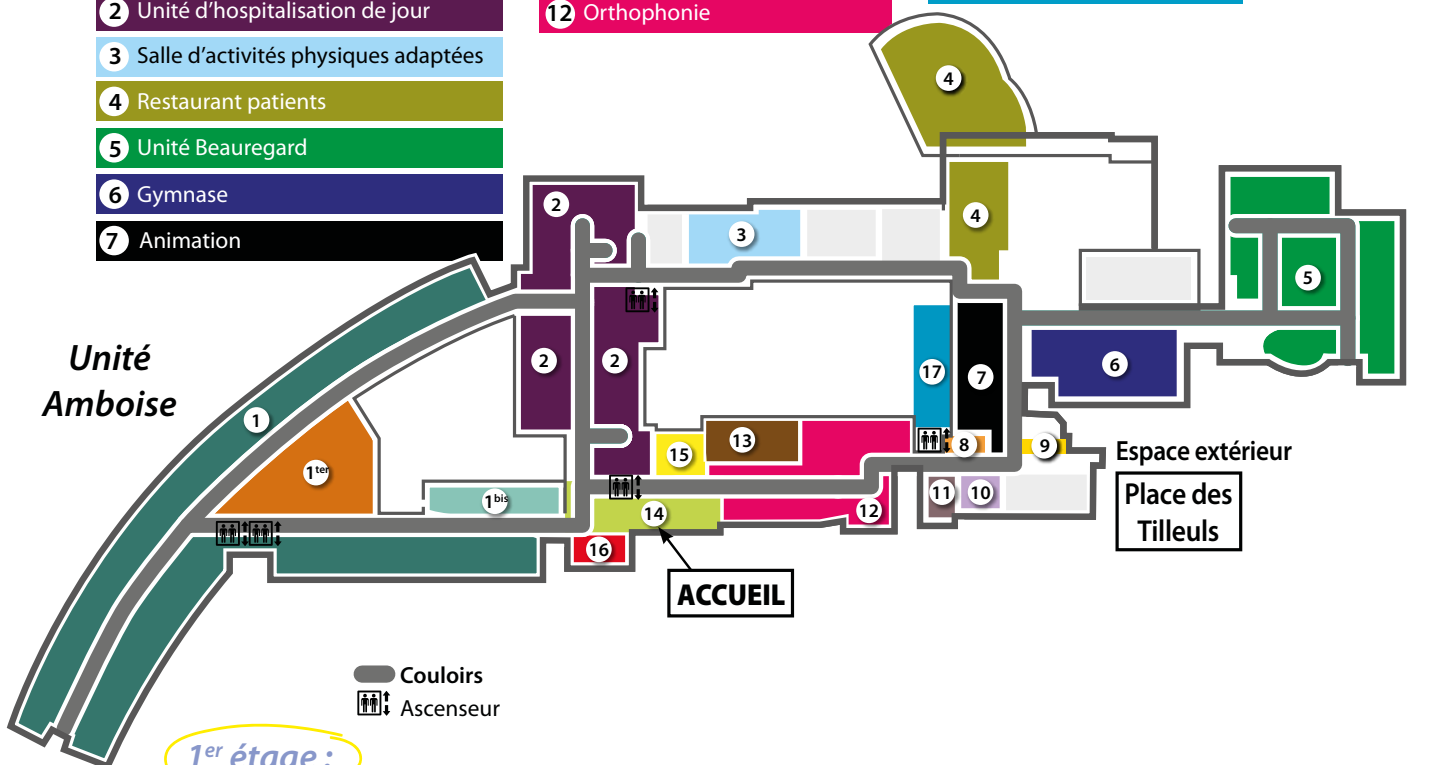 2 Unité d'hospitalisation de jour
3 Salle d'activités physiques adaptées
4 Restaurant patients
5 Unité Beauregard
6 Gymnase
7 Animation
12 Orthophonie
4
2
3
4
5
Unité
Amboise
2
2
17
7
6
1
13
15
8
9
Espace extérieur
1ter
1bis
14
12
11
10
Place des
Tilleuls
16
ACCUEIL
Couloirs
Ascenseur
1er étage :